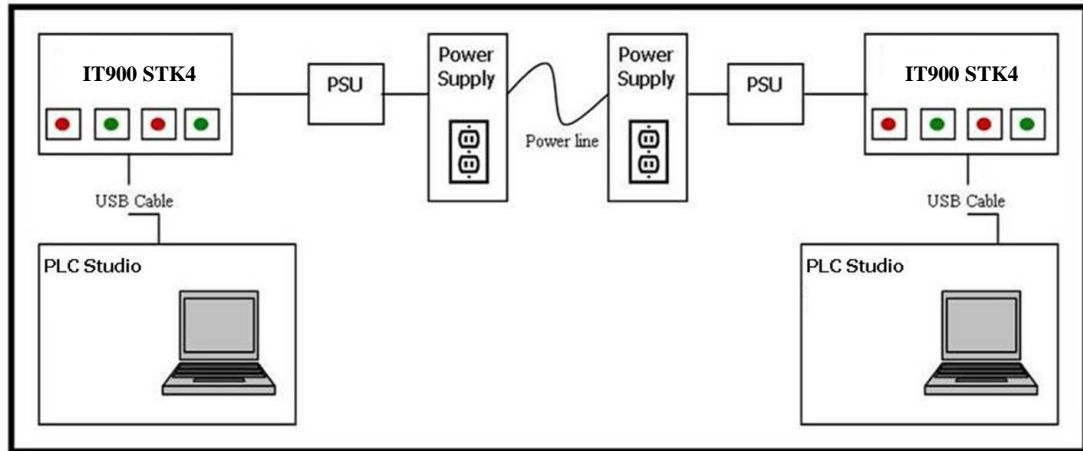 IT900 STK4
PSU
Power
Supply
Power line
Power
Supply
PSU
IT900 STK4
USB Cable
USB Cable
PLC Studio
PLC Studio